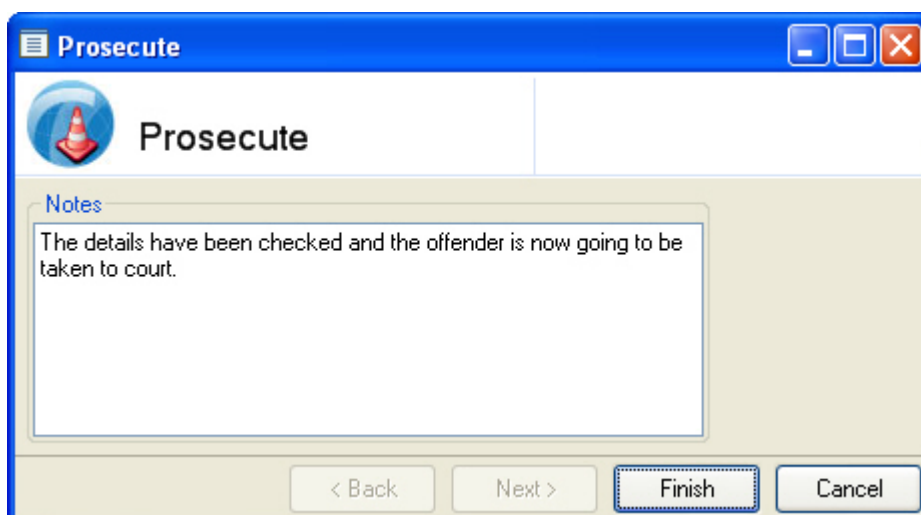 Prosecute
Prosecute
Notes
The details have been checked and the offender is now going to be
taken to court.
< Back
Next >
Finish
Cancel